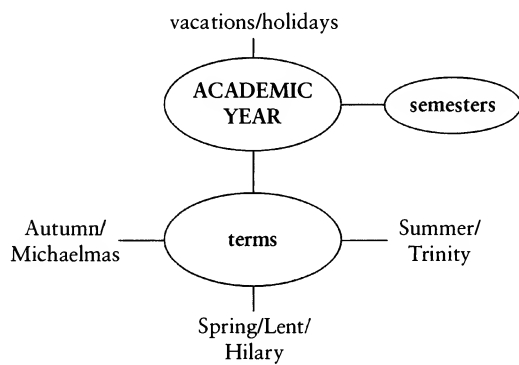 vacations/holidays
ACADEMIC
YEAR
semesters
Autumn/
Michaelmas
terms
Summer/
Trinity
Spring/Lent/
Hilary